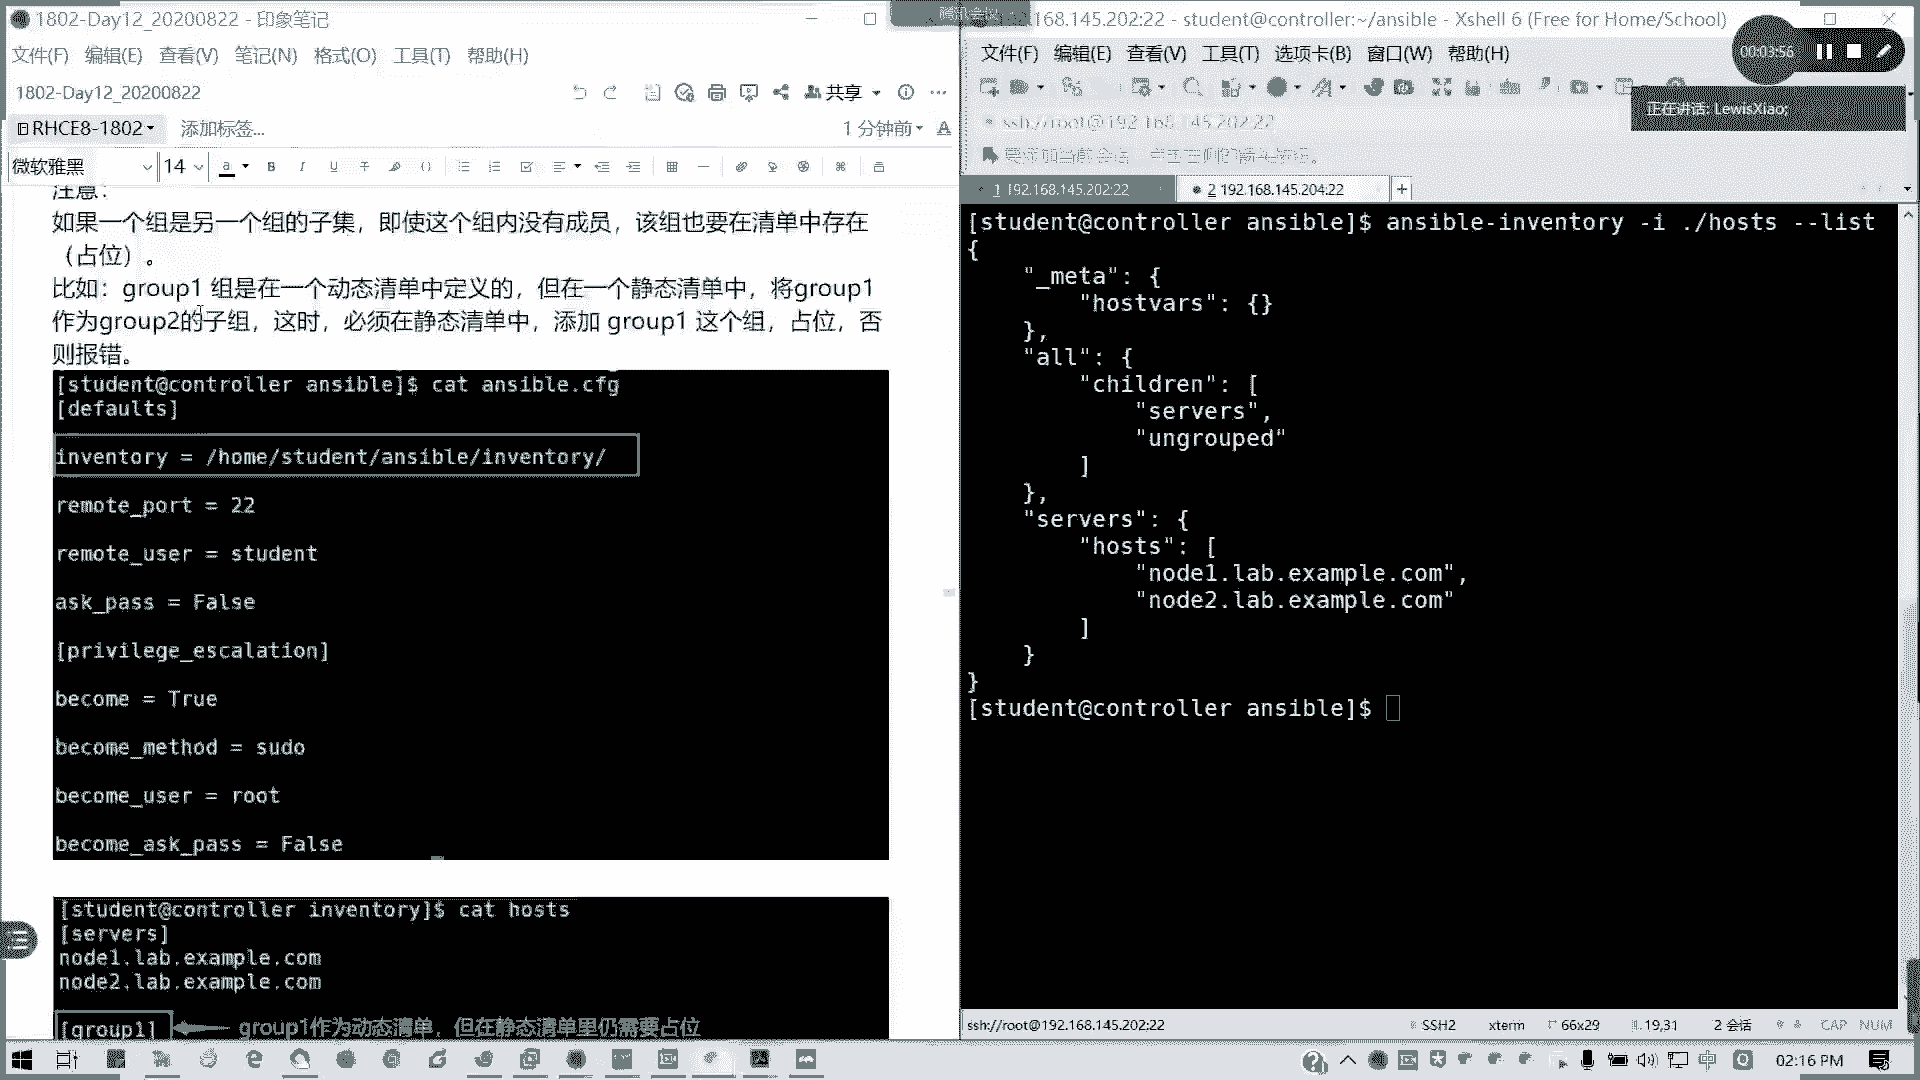 1802-Day12_20200822 - 印象笔记
文件(F) 编辑(E) 查看(V) 笔记(N) 格式(O) 工具(T) 帮助(H)
1802-Day12_20200822
共享
RHCE8-1802
添加标签...
1 分钟前
微软雅黑
14
注意：
如果一个组是另一个组的子集，即使这个组内没有成员，该组也要在清单中存在
（占位）。
比如：group1 组是在一个动态清单中定义的，但在一个静态清单中，将group1
作为group2的子组，这时，必须在静态清单中，添加 group1 这个组，占位，否
则报错。
[student@controller ansible]$ cat ansible.cfg
[defaults]
inventory = /home/student/ansible/inventory/
remote_port = 22
remote_user = student
ask_pass = False
[privilege_escalation]
become = True
become_method = sudo
become_user = root
become_ask_pass = False
[student@controller inventory]$ cat hosts
[servers]
node1.lab.example.com
node2.lab.example.com
[group1]
group1作为动态清单，但在静态清单里仍需要占位
腾讯会议
168.145.202:22 - student@controller:~/ansible - Xshell 6 (Free for Home/School)
文件(F) 编辑(E) 查看(V) 工具(T) 选项卡(B) 窗口(W) 帮助(H)
00:03:56
正在讲话: LewisXiao;
ssh://root@192.168.145.202:22
1 192.168.145.202:22
2 192.168.145.204:22
[student@controller ansible]$ ansible-inventory -i ./hosts --list
{
"_meta": {
"hostvars": {}
},
"all": {
"children": [
"servers",
"ungrouped"
]
},
"servers": {
"hosts": [
"node1.lab.example.com",
"node2.lab.example.com"
]
}
}
[student@controller ansible]$
ssh://root@192.168.145.202:22
SSH2
xterm
66x29
19,31
2 会话
CAP NUM
中
02:16 PM